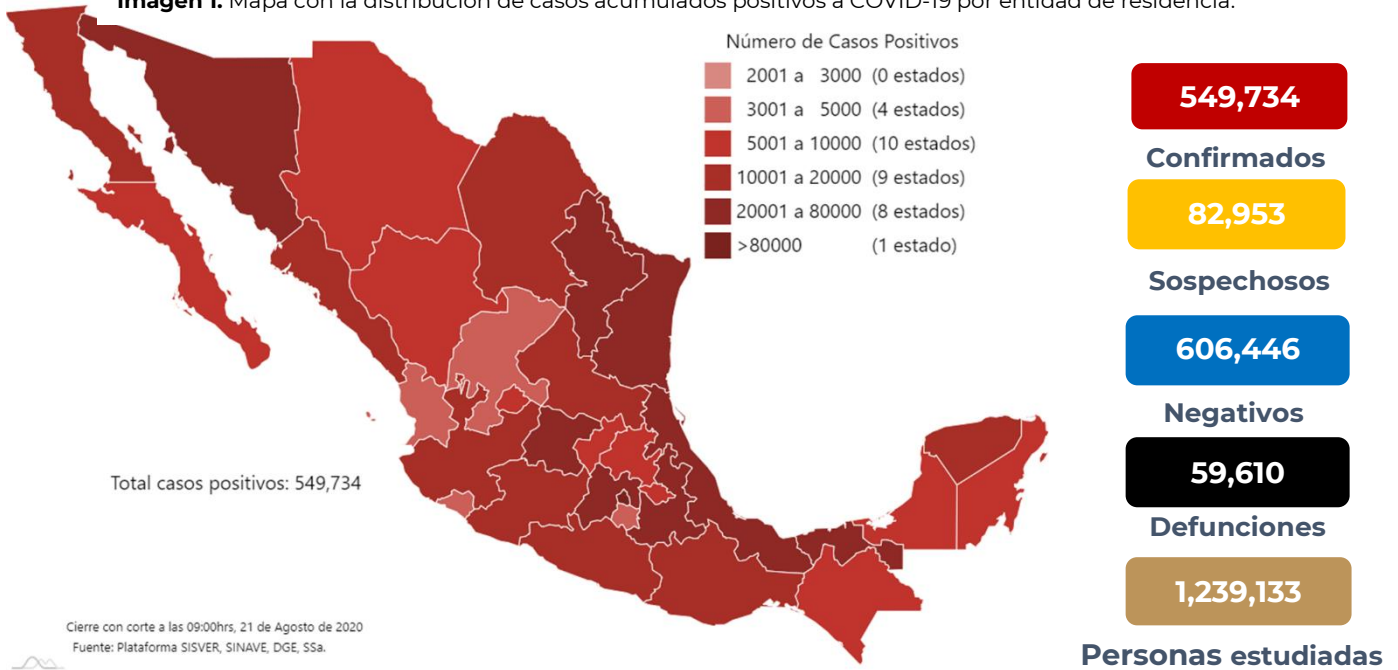 Imagen 1. Mapa con la distribución de casos acumulados positivos a COVID-19 por entidad de residencia.
Número de Casos Positivos
2001 a 3000 (0 estados)
3001 a 5000 (4 estados)
5001 a 10000 (10 estados)
10001 a 20000 (9 estados)
20001 a 80000 (8 estados)
>80000 (1 estado)
549,734
Confirmados
82,953
Sospechosos
606,446
Negativos
59,610
Defunciones
1,239,133
Personas estudiadas
Total casos positivos: 549,734
Cierre con corte a las 09:00hrs, 21 de Agosto de 2020
Fuente: Plataforma SISVER, SINAVE, DGE, SSa.